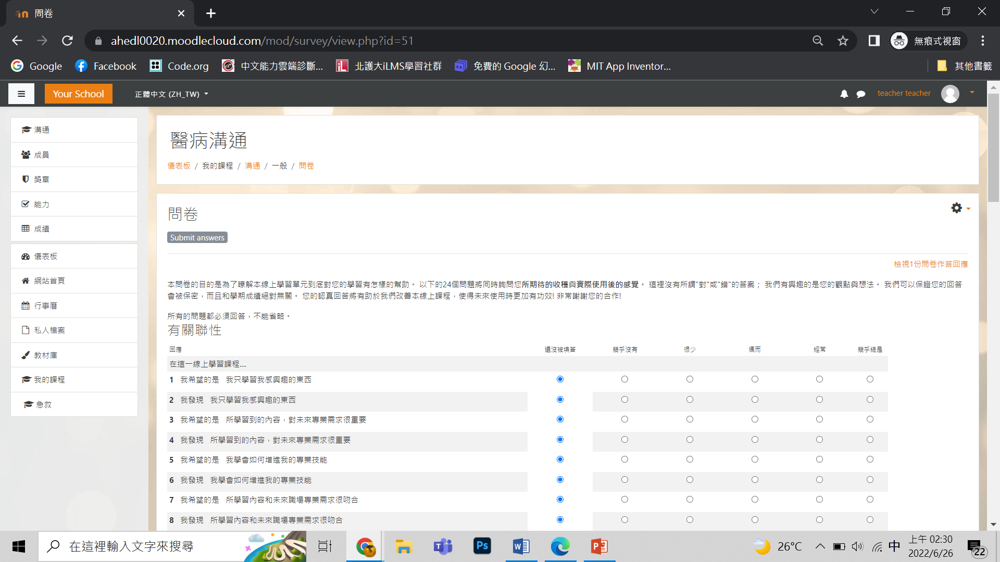 問卷
ahedl0020.moodlecloud.com/mod/survey/view.php?id=51
無痕式視窗
Google
Facebook
Code.org
中文能力雲端診斷...
北護大iLMS學習社群
免費的 Google 幻...
MIT App Inventor...
其他書籤
Your School
正體中文 (ZH_TW)
teacher teacher
溝通
成員
獎章
能力
成績
儀表板
網站首頁
行事曆
私人檔案
教材庫
我的課程
急救
醫病溝通
儀表板 / 我的課程 / 溝通 / 一般 / 問卷
問卷
Submit answers
檢視1份問卷作答回應
本問卷的目的是為了瞭解本線上學習單元到底對您的學習有怎樣的幫助。 以下的24個問題將同時詢問您所期待的收穫與實際使用後的感覺。 這裡沒有所謂"對"或"錯"的答案； 我們有興趣的是您的觀點與想法。 我們可以保證您的回答
會被保密，而且和學期成績絕對無關。 您的認真回答將有助於我們改善本線上課程，使得未來使用時更加有功效! 非常謝謝您的合作!
所有的問題都必須回答，不能省略。
有關聯性
回應 還沒被填答 幾乎沒有 很少 偶而 經常 幾乎總是
在這一線上學習課程....
1 我希望的是 我只學習我感興趣的東西
2 我發現 我只學習我感興趣的東西
3 我希望的是 所學習到的內容，對未來專業需求很重要
4 我發現 所學習到的內容，對未來專業需求很重要
5 我希望的是 我學會如何增進我的專業技能
6 我發現 我學會如何增進我的專業技能
7 我希望的是 所學習內容和未來職場專業需求很吻合
8 我發現 所學習內容和未來職場專業需求很吻合
在這裡輸入文字來搜尋
Ps
26°C
中
上午 02:30
2022/6/26
22